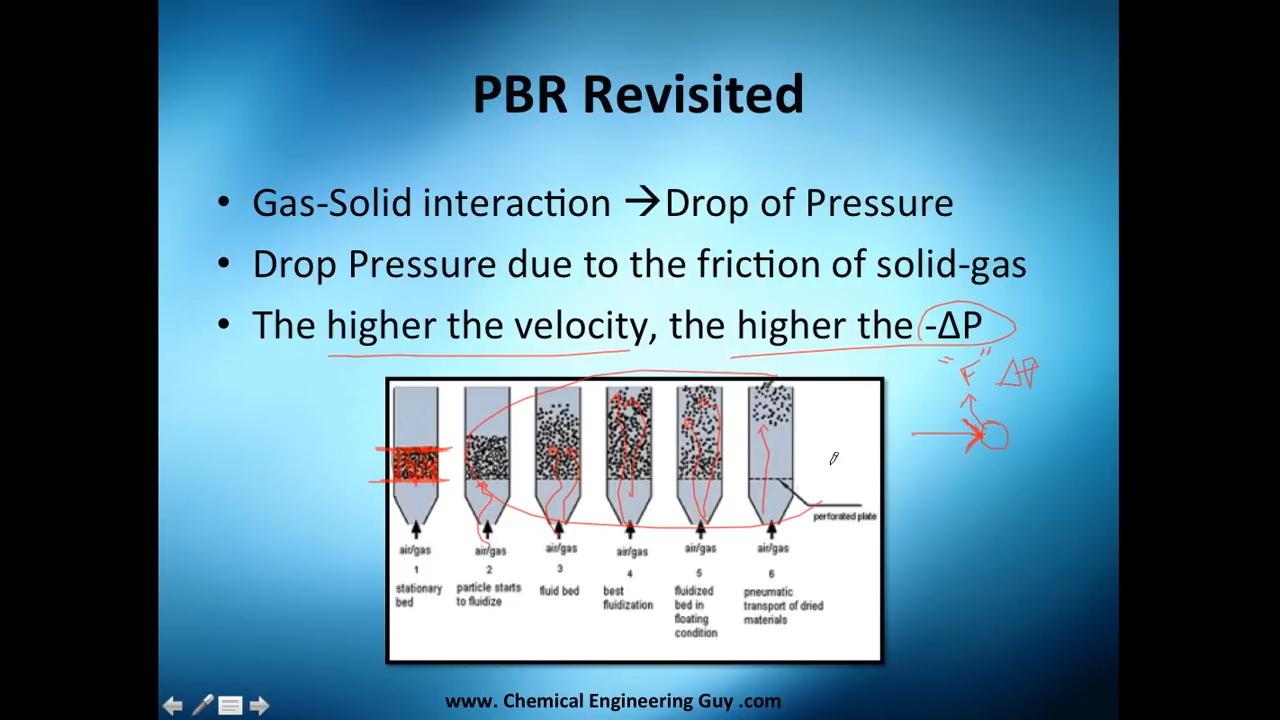 PBR Revisited
• Gas-Solid interaction →Drop of Pressure
• Drop Pressure due to the friction of solid-gas
• The higher the velocity, the higher the -ΔP
"F" ΔP
perforated plate
air/gas air/gas air/gas air/gas air/gas air/gas
1 2 3 4 5 6
stationary bed
particle starts to fluidize
fluid bed
best fluidization
fluidized bed in floating condition
pneumatic transport of dried materials
www. Chemical Engineering Guy .com